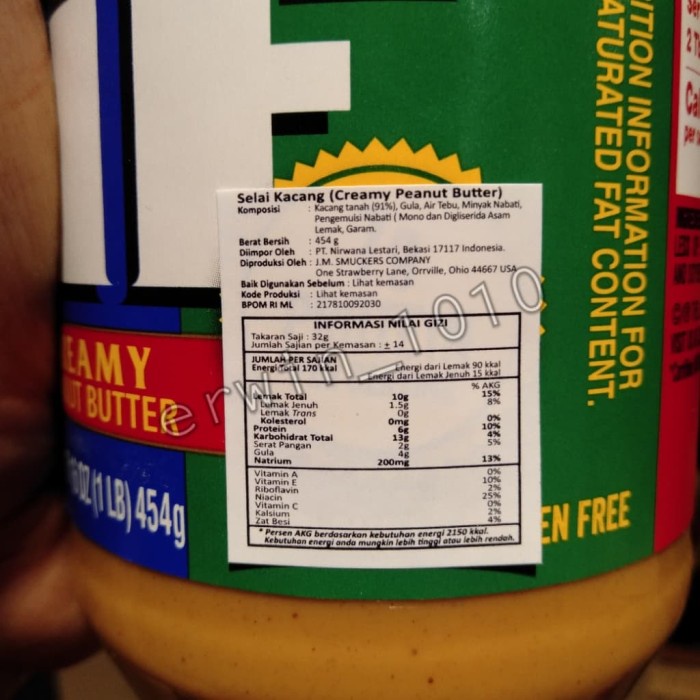 Selai Kacang (Creamy Peanut Butter)
Komposisi : Kacang tanah (91%), Gula, Air Tebu, Minyak Nabati,
Pengemulsi Nabati ( Mono dan Digliserida Asam
Lemak, Garam.
Berat Bersih : 454 g
Diimpor Oleh : PT. Nirwana Lestari, Bekasi 17117 Indonesia.
Diproduksi Oleh : J.M. SMUCKERS COMPANY
One Strawberry Lane, Orrville, Ohio 44667 USA
Baik Digunakan Sebelum : Lihat kemasan
Kode Produksi : Lihat kemasan
BPOM RI ML : 217810092030
INFORMASI NILAI GIZI
Takaran Saji : 32g
Jumlah Sajian per Kemasan : ± 14
JUMLAH PER SAJIAN
Energi Total 170 kkal Energi dari Lemak 90 kkal
Energi dari Lemak Jenuh 15 kkal
% AKG
Lemak Total 10g 15%
Lemak Jenuh 1.5g 8%
Lemak Trans 0g
Kolesterol 0mg 0%
Protein 6g 10%
Karbohidrat Total 13g 4%
Serat Pangan 2g 5%
Gula 4g
Natrium 200mg 13%
Vitamin A 0%
Vitamin E 10%
Riboflavin 2%
Niacin 25%
Vitamin C 0%
Kalsium 2%
Zat Besi 4%
* Persen AKG berdasarkan kebutuhan energi 2150 kkal.
Kebutuhan energi anda mungkin lebih tinggi atau lebih rendah.
erwin_1010
EAMY
UT BUTTER
OZ (1 LB) 454g
EN FREE
ITION INFORMATION FOR
ATURATED FAT CONTENT.